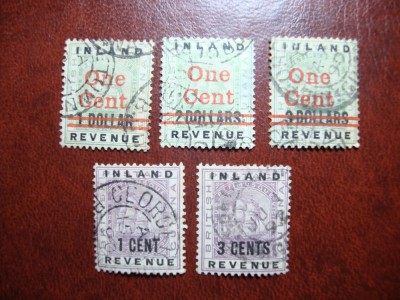 INLAND
One
Cent
1 DOLLAR
REVENUE
INLAND
One
Cent
2 DOLLARS
REVENUE
INLAND
One
Cent
3 DOLLARS
REVENUE
INLAND
1 CENT
REVENUE
INLAND
BRITISH
3 CENTS
REVENUE